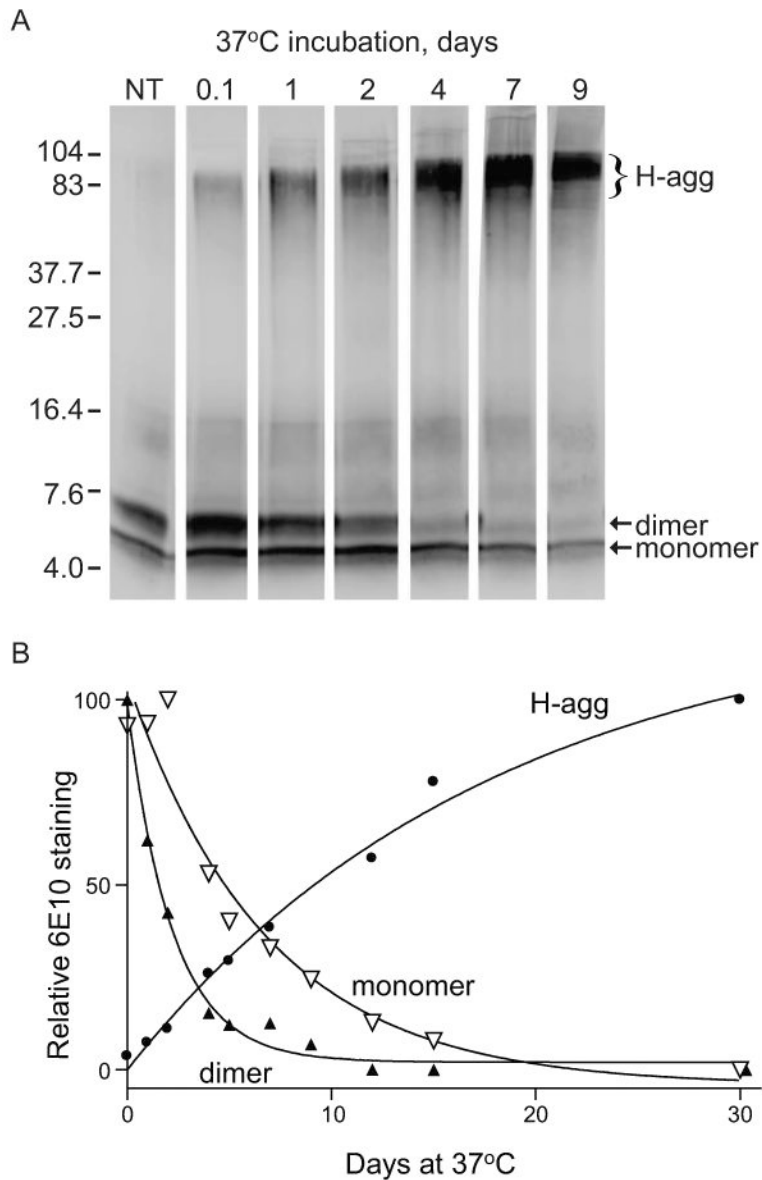 A
37°C incubation, days
NT 0.1 1 2 4 7 9
104
83
H-agg
37.7
27.5
16.4
7.6
dimer
monomer
4.0
B
100
H-agg
50
Relative 6E10 staining
monomer
0
dimer
0 10 20 30
Days at 37°C